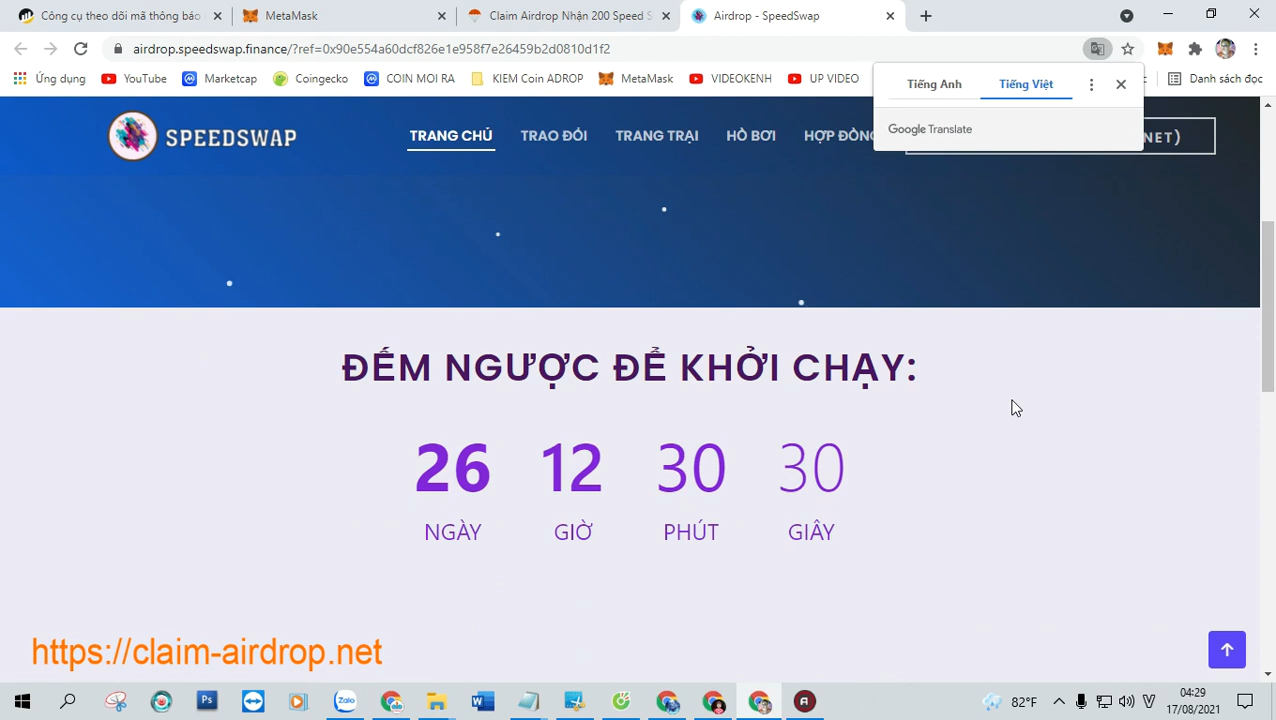 Công cụ theo dõi mã thông báo
MetaMask
Claim Airdrop Nhận 200 Speed S
Airdrop - SpeedSwap
airdrop.speedswap.finance/?ref=0x90e554a60dcf826e1e958f7e26459b2d0810d1f2
Ứng dụng
YouTube
Marketcap
Coingecko
COIN MOI RA
KIEM Coin ADROP
MetaMask
VIDEOKENH
UP VIDEO
Danh sách đọc
Tiếng Anh
Tiếng Việt
Google Translate
SPEEDSWAP
TRANG CHỦ
TRAO ĐỔI
TRANG TRẠI
HỒ BƠI
HỢP ĐỒNG
NET)
ĐẾM NGƯỢC ĐỂ KHỞI CHẠY:
26 12 30 30
NGÀY GIỜ PHÚT GIÂY
https://claim-airdrop.net
Ps
Zalo
W
A
82°F
V
04:29
17/08/2021